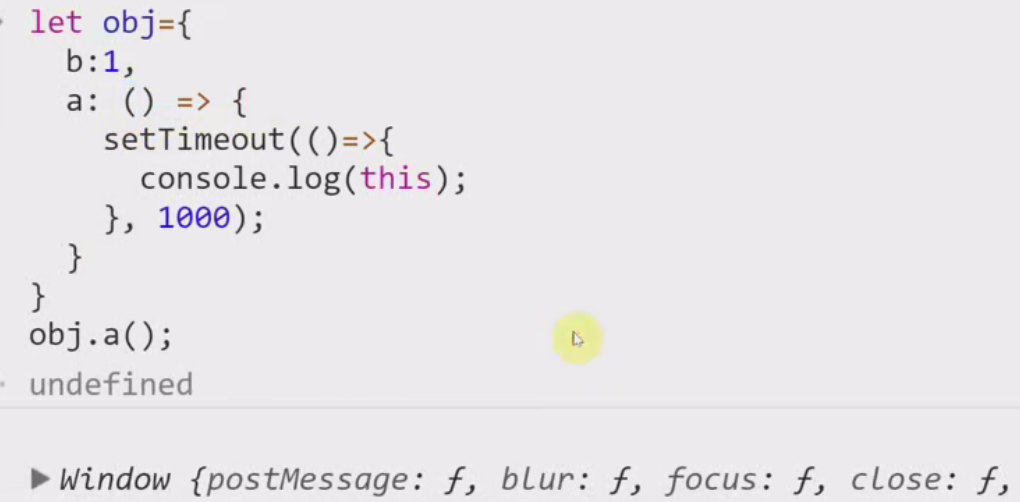 let obj={
b:1,
a: () => {
setTimeout(()=>{
console.log(this);
}, 1000);
}
}
obj.a();
undefined
▶Window {postMessage: ƒ, blur: ƒ, focus: ƒ, close: ƒ,